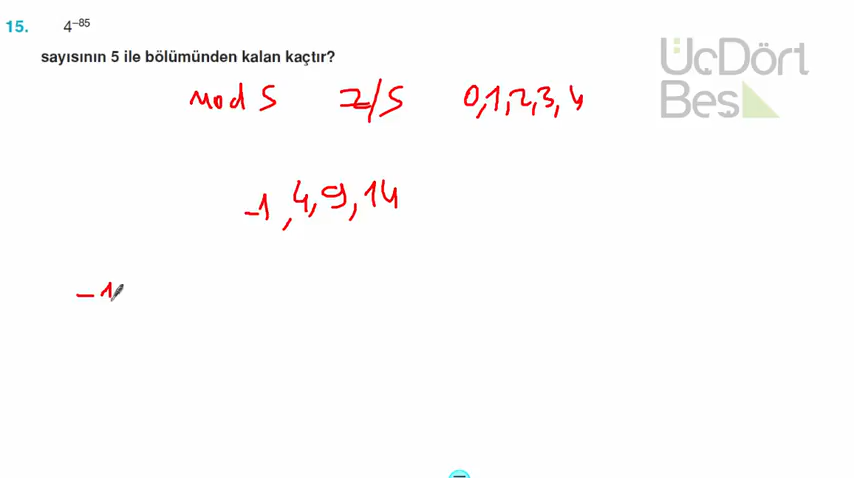 15. 4⁻⁸⁵
sayısının 5 ile bölümünden kalan kaçtır?
ÜçDört
Beş
mod 5 Z/5 0,1,2,3,4
-1,4,9,14
-1